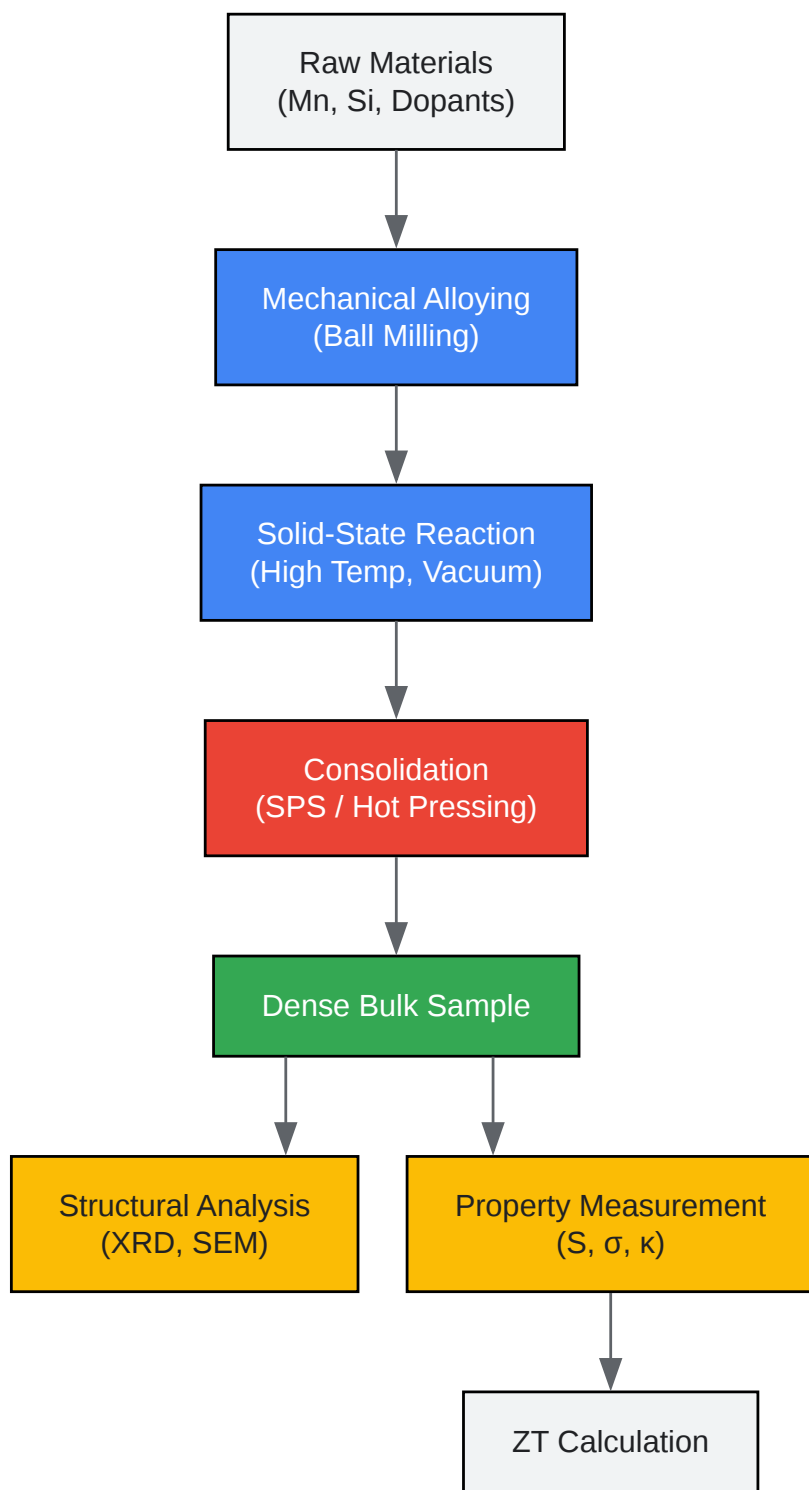 Raw Materials
(Mn, Si, Dopants)
Mechanical Alloying
(Ball Milling)
Solid-State Reaction
(High Temp, Vacuum)
Consolidation
(SPS / Hot Pressing)
Dense Bulk Sample
Structural Analysis
(XRD, SEM)
Property Measurement
(S, σ, κ)
ZT Calculation